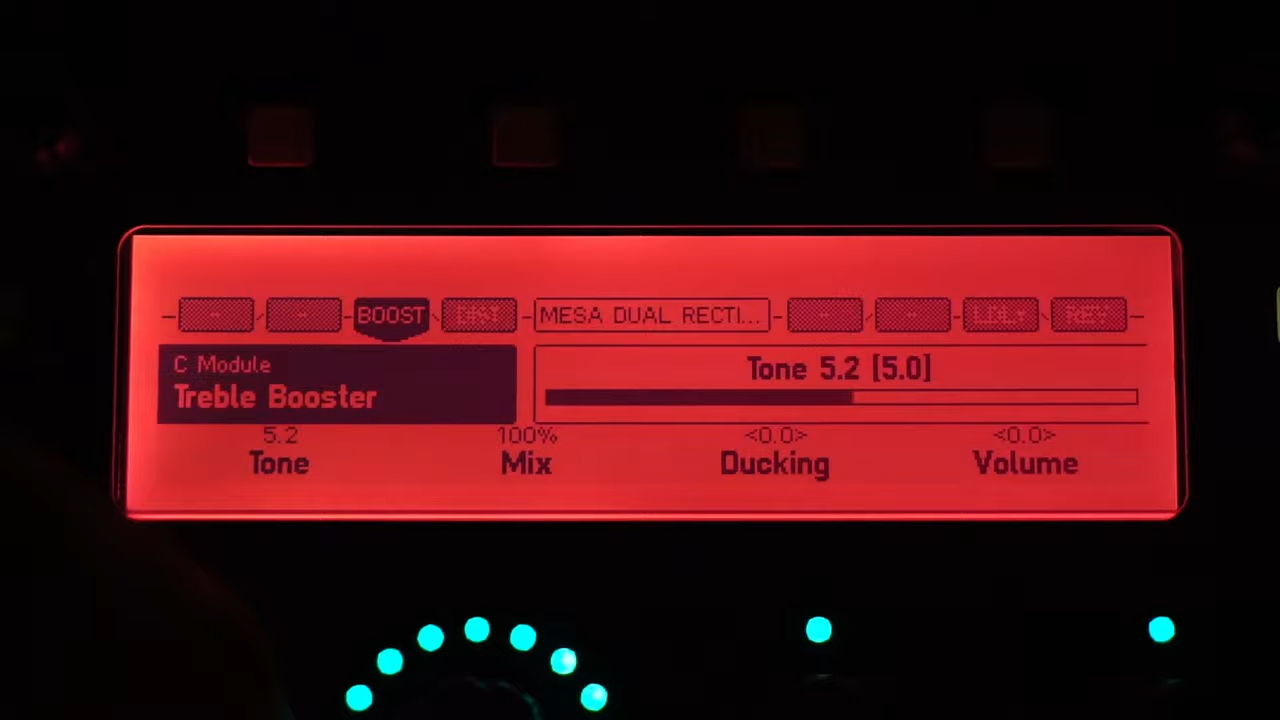 BOOST
MESA DUAL RECTI...
C Module
Treble Booster
Tone 5.2 [5.0]
5.2
100%
<0.0>
<0.0>
Tone
Mix
Ducking
Volume